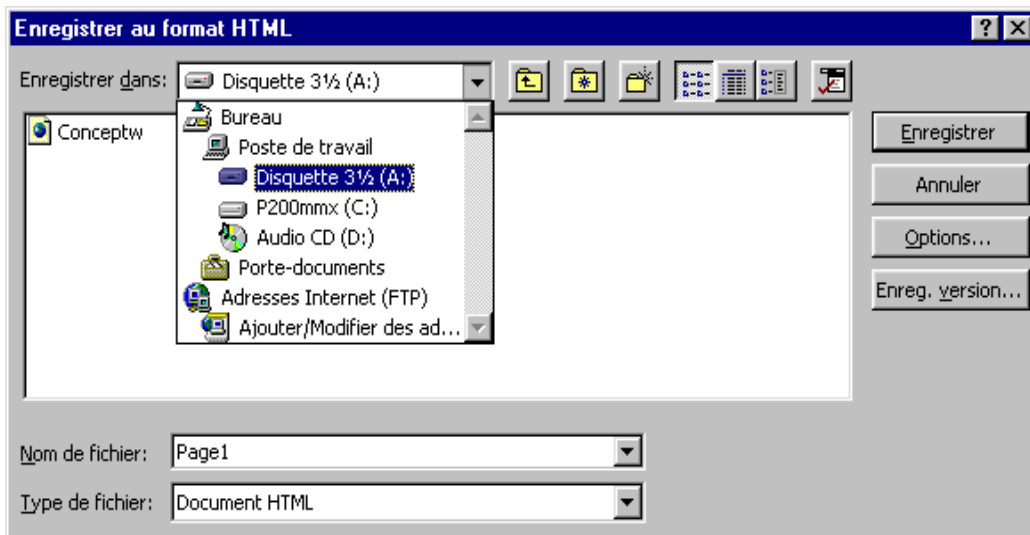 Enregistrer au format HTML
Enregistrer dans: Disquette 3½ (A:)
Conceptw
Bureau
Poste de travail
Disquette 3½ (A:)
P200mmx (C:)
Audio CD (D:)
Porte-documents
Adresses Internet (FTP)
Ajouter/Modifier des ad...
Enregistrer
Annuler
Options...
Enreg. version...
Nom de fichier: Page1
Type de fichier: Document HTML